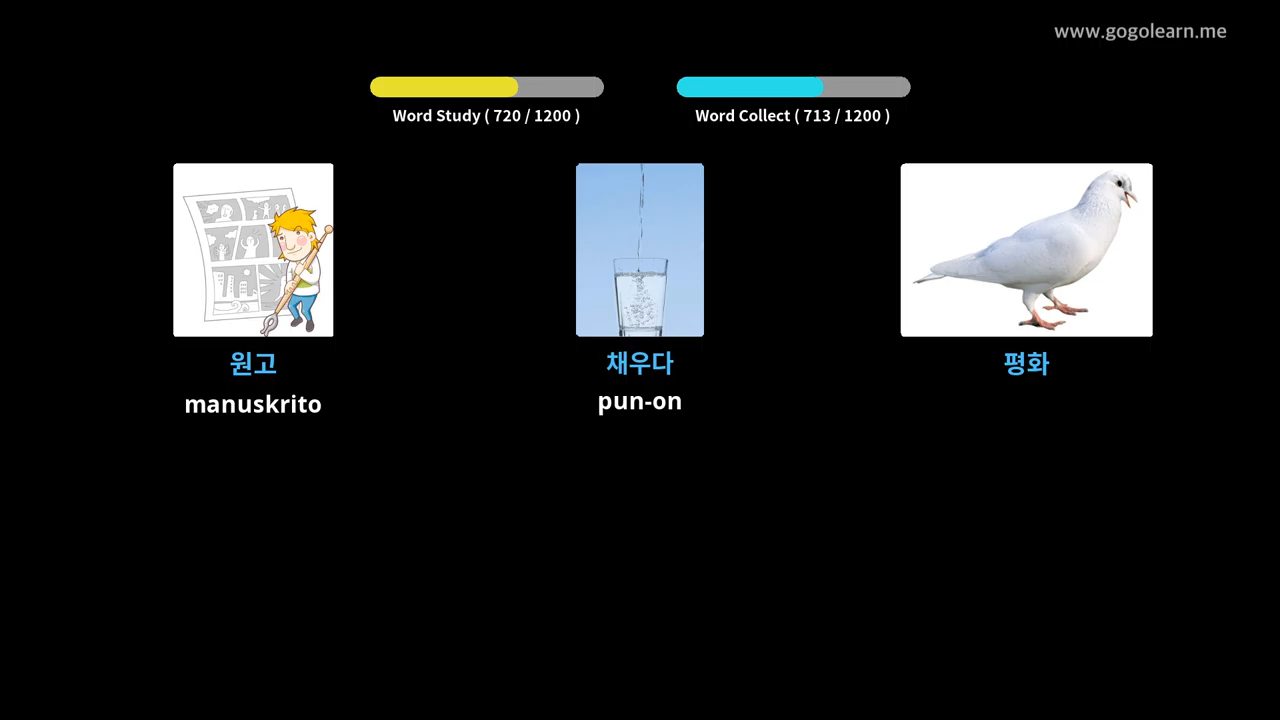 www.gogolearn.me
Word Study ( 720 / 1200 )
Word Collect ( 713 / 1200 )
원고
채우다
평화
manuskrito
pun-on